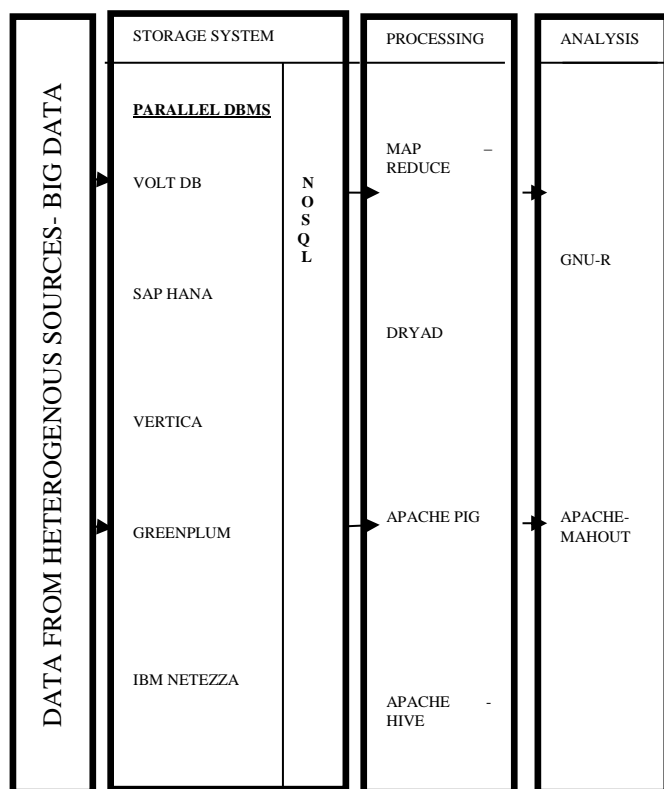 DATA FROM HETEROGENOUS SOURCES- BIG DATA
STORAGE SYSTEM
PARALLEL DBMS
VOLT DB
SAP HANA
VERTICA
GREENPLUM
IBM NETEZZA
NOSQL
PROCESSING
MAP –
REDUCE
DRYAD
APACHE PIG
APACHE -
HIVE
ANALYSIS
GNU-R
APACHE-
MAHOUT